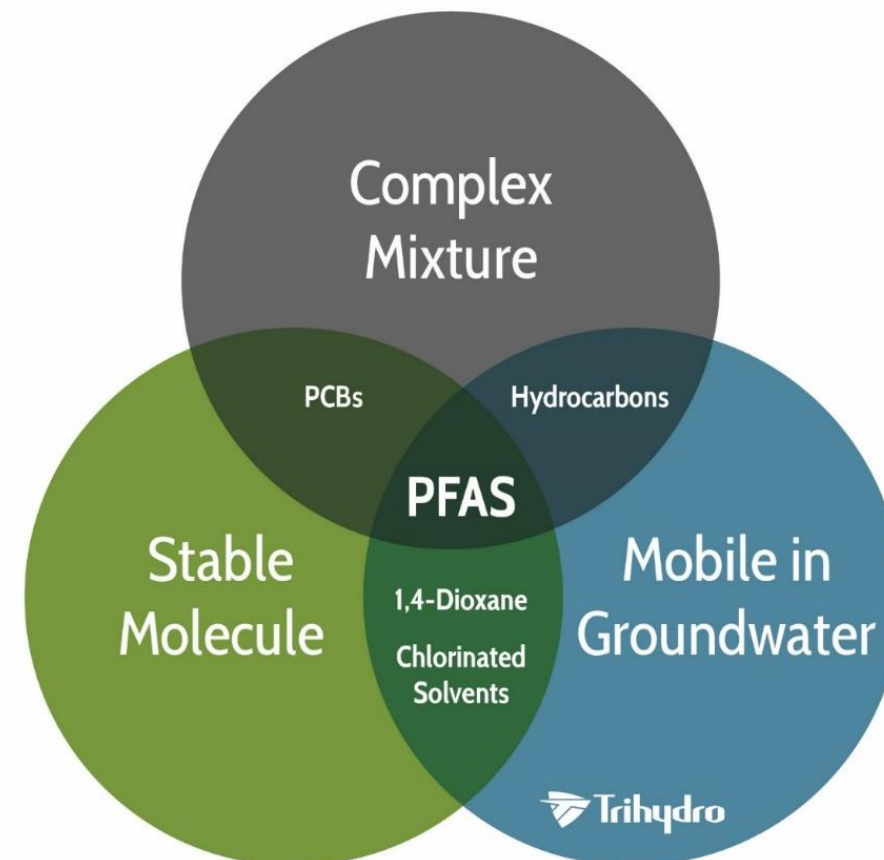 Complex
Mixture
PCBs
Hydrocarbons
PFAS
Stable
Molecule
1,4-Dioxane
Chlorinated
Solvents
Mobile in
Groundwater
Trihydro